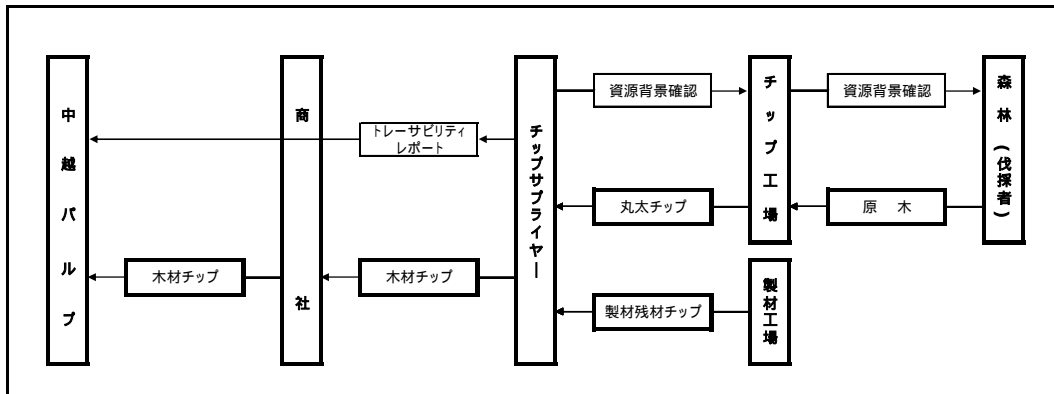 中越パルプ
商社
トレーサビリティ
レポート
木材チップ
木材チップ
チップサプライヤー
資源背景確認
丸太チップ
製材残材チップ
チップ工場
製材工場
資源背景確認
原 木
森林(伐採者)